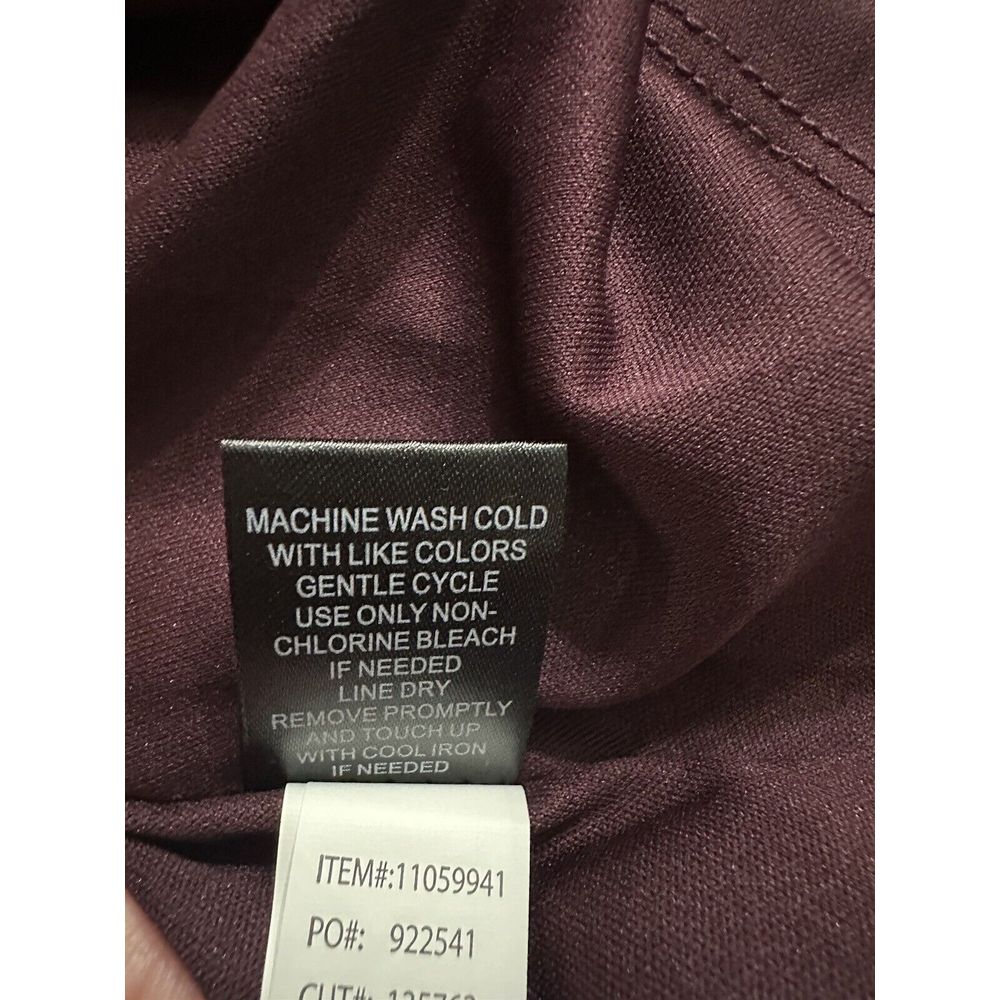 MACHINE WASH COLD
WITH LIKE COLORS
GENTLE CYCLE
USE ONLY NON-
CHLORINE BLEACH
IF NEEDED
LINE DRY
REMOVE PROMPTLY
AND TOUCH UP
WITH COOL IRON
IF NEEDED
ITEM#:11059941
PO#: 922541
CUT#: